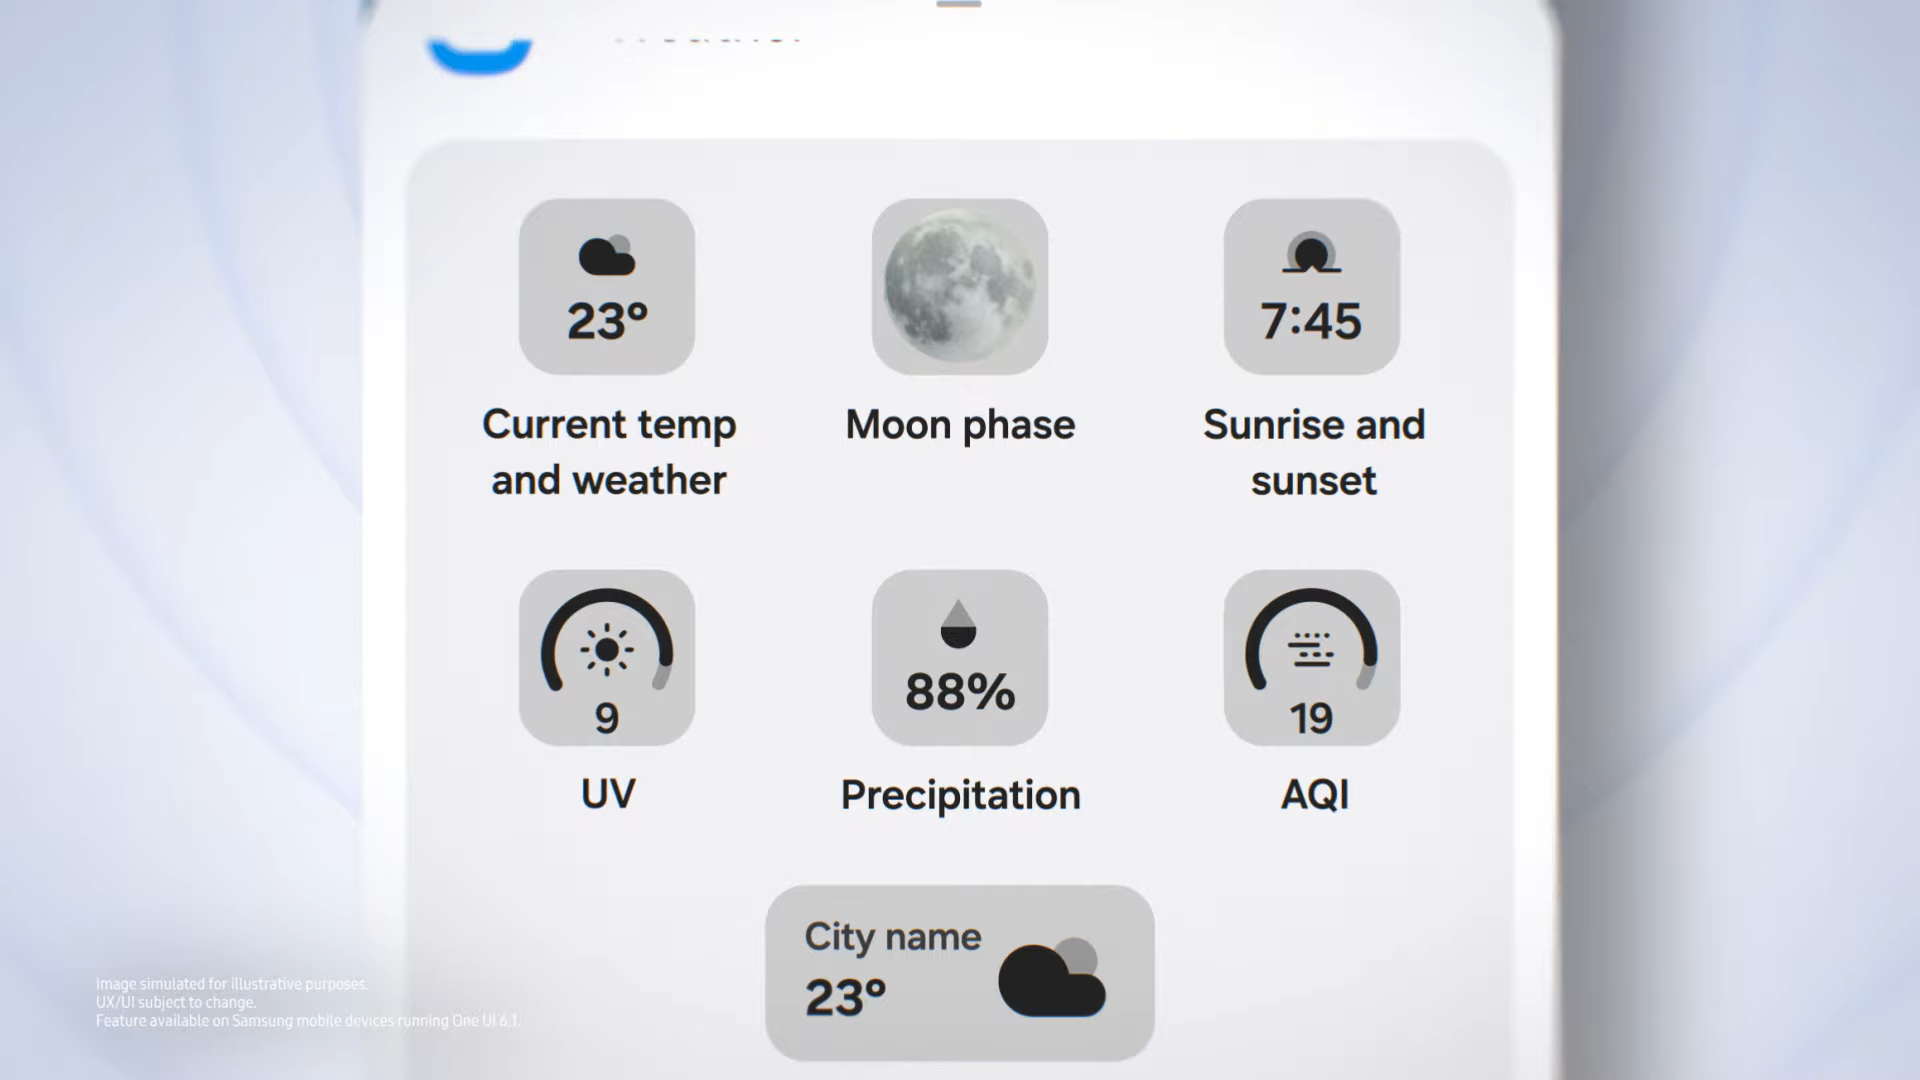 23°
7:45
Current temp
and weather
Moon phase
Sunrise and
sunset
9
88%
19
UV
Precipitation
AQI
City name
23°
Image simulated for illustrative purposes.
UX/UI subject to change.
Feature available on Samsung mobile devices running One UI 6.1.